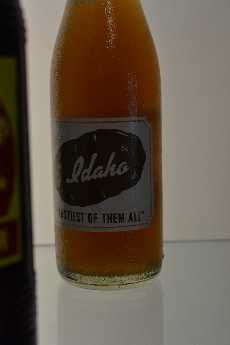 Idaho
"TASTIEST OF THEM ALL"